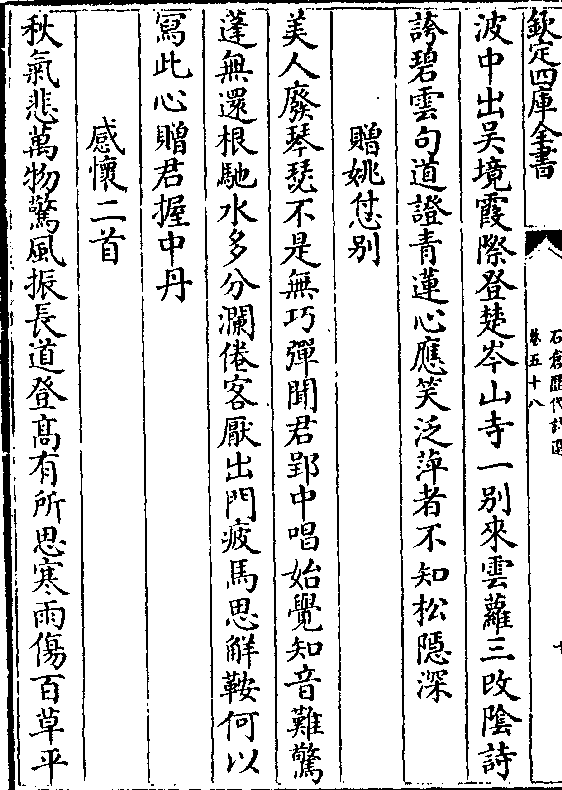 欽定四庫全書
石倉歷代詩選
卷五十八
波中出吴境霞際登楚岑山寺一别來雲蘿三改陰詩
誇碧雲句道證青蓮心應笑泛萍者不知松隱深
贈姚怤别
美人廢琴瑟不是無巧彈聞君郢中唱始覺知音難驚
蓬無還根馳水多分瀾倦客厭出門疲馬思解鞍何以
寫此心贈君握中丹
感懷二首
秋氣悲萬物驚風振長道登高有所思寒雨傷百草平